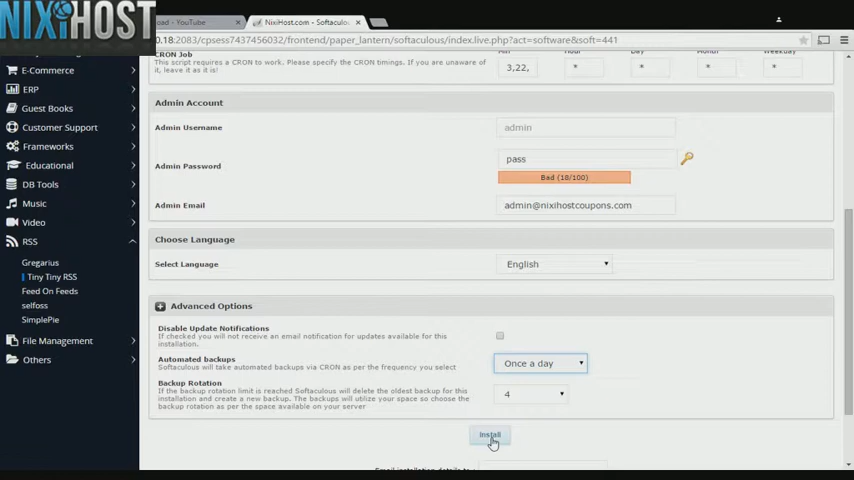 NIXIHOST
oad - YouTube
NixiHost.com - Softaculous
0.18:2083/cpsess7437456032/frontend/paper_lantern/softaculous/index.live.php?act=software&soft=441
E-Commerce
ERP
Guest Books
Customer Support
Frameworks
Educational
DB Tools
Music
Video
RSS
Gregarius
Tiny Tiny RSS
Feed On Feeds
selfoss
SimplePie
File Management
Others
CRON Job
This script requires a CRON to work. Please specify the CRON timings. If you are unaware of
it, leave it as it is!
Min Hour Day Month Weekday
3,22, * * * *
Admin Account
Admin Username
admin
Admin Password
pass
Bad (18/100)
Admin Email
admin@nixihostcoupons.com
Choose Language
Select Language
English
Advanced Options
Disable Update Notifications
If checked you will not receive an email notification for updates available for this
installation.
Automated backups
Softaculous will take automated backups via CRON as per the frequency you select
Once a day
Backup Rotation
If the backup rotation limit is reached Softaculous will delete the oldest backup for this
installation and create a new backup. The backups will utilize your space so choose the
backup rotation as per the space available on your server
4
Install
Email installation details to